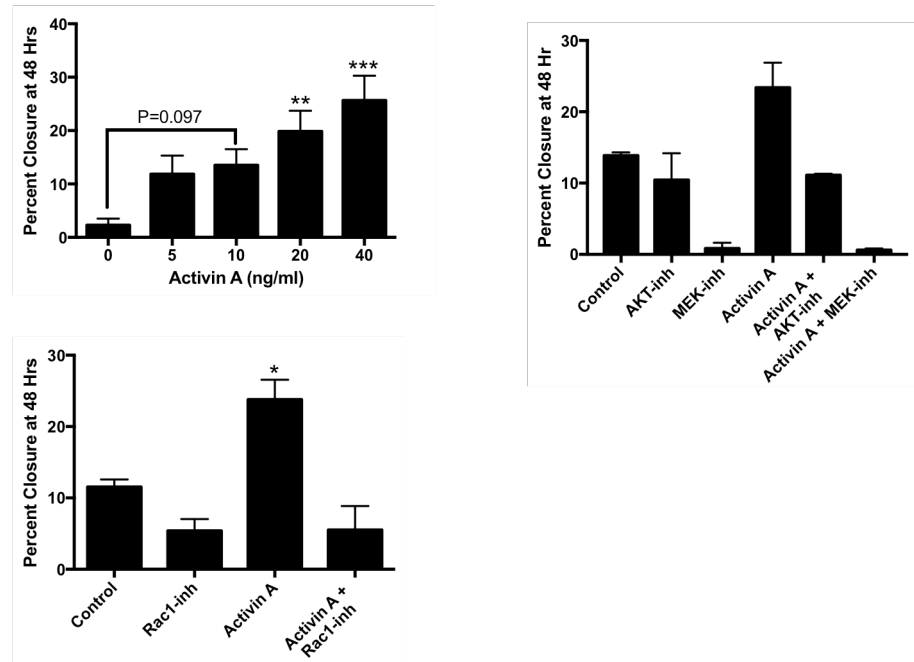 Percent Closure at 48 Hrs
40
30
20
10
0
P=0.097
**
***
0 5 10 20 40
Activin A (ng/ml)
Percent Closure at 48 Hr
30
20
10
0
Control
AKT-inh
MEK-inh
Activin A
Activin A +
AKT-inh
Activin A + MEK-inh
Percent Closure at 48 Hrs
30
20
10
0
*
Control
Rac1-inh
Activin A
Activin A +
Rac1-inh